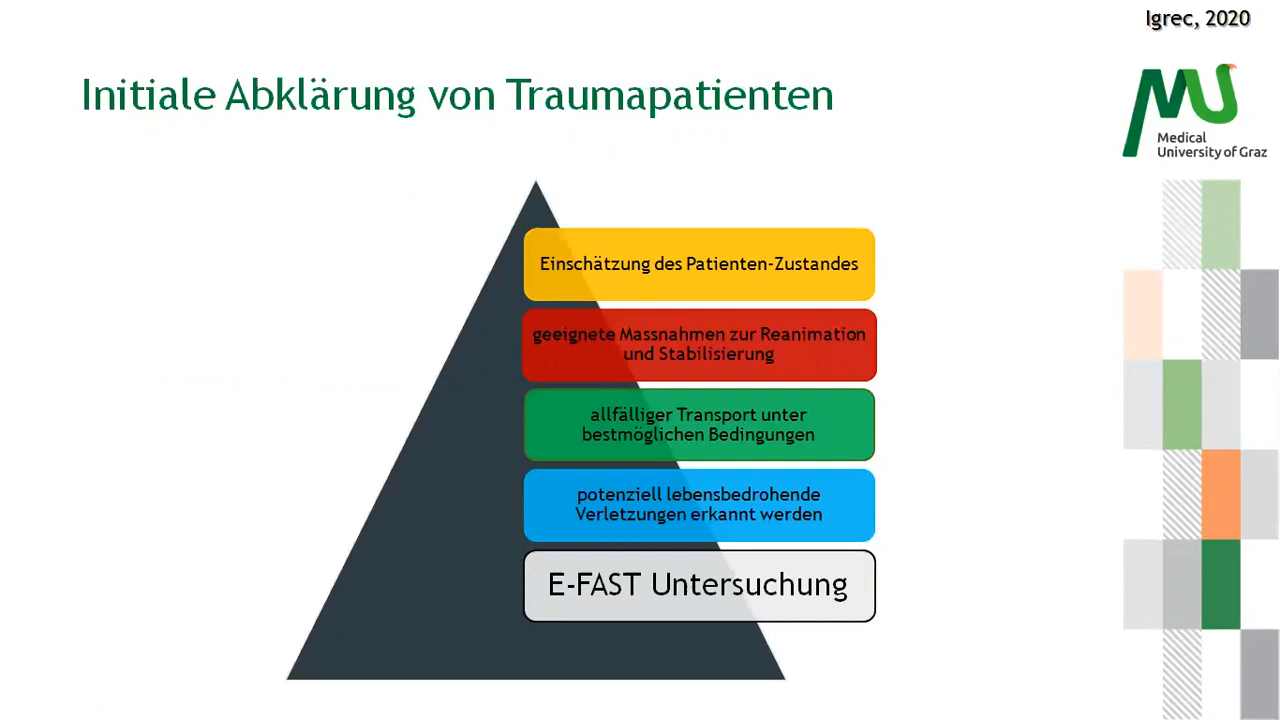 Igrec, 2020
Initiale Abklärung von Traumapatienten
Medical
University of Graz
Einschätzung des Patienten-Zustandes
geeignete Massnahmen zur Reanimation
und Stabilisierung
allfälliger Transport unter
bestmöglichen Bedingungen
potenziell lebensbedrohende
Verletzungen erkannt werden
E-FAST Untersuchung